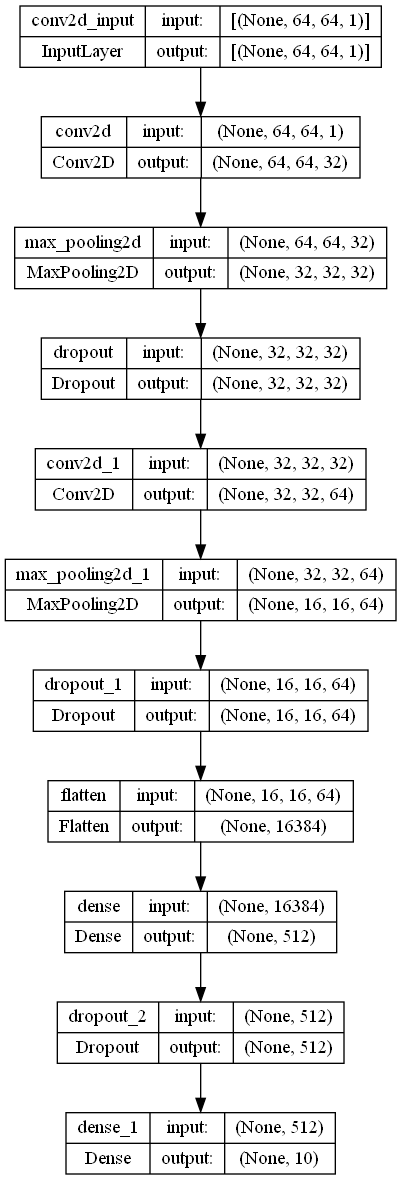 conv2d_input input: [(None, 64, 64, 1)]
InputLayer output: [(None, 64, 64, 1)]
conv2d input: (None, 64, 64, 1)
Conv2D output: (None, 64, 64, 32)
max_pooling2d input: (None, 64, 64, 32)
MaxPooling2D output: (None, 32, 32, 32)
dropout input: (None, 32, 32, 32)
Dropout output: (None, 32, 32, 32)
conv2d_1 input: (None, 32, 32, 32)
Conv2D output: (None, 32, 32, 64)
max_pooling2d_1 input: (None, 32, 32, 64)
MaxPooling2D output: (None, 16, 16, 64)
dropout_1 input: (None, 16, 16, 64)
Dropout output: (None, 16, 16, 64)
flatten input: (None, 16, 16, 64)
Flatten output: (None, 16384)
dense input: (None, 16384)
Dense output: (None, 512)
dropout_2 input: (None, 512)
Dropout output: (None, 512)
dense_1 input: (None, 512)
Dense output: (None, 10)